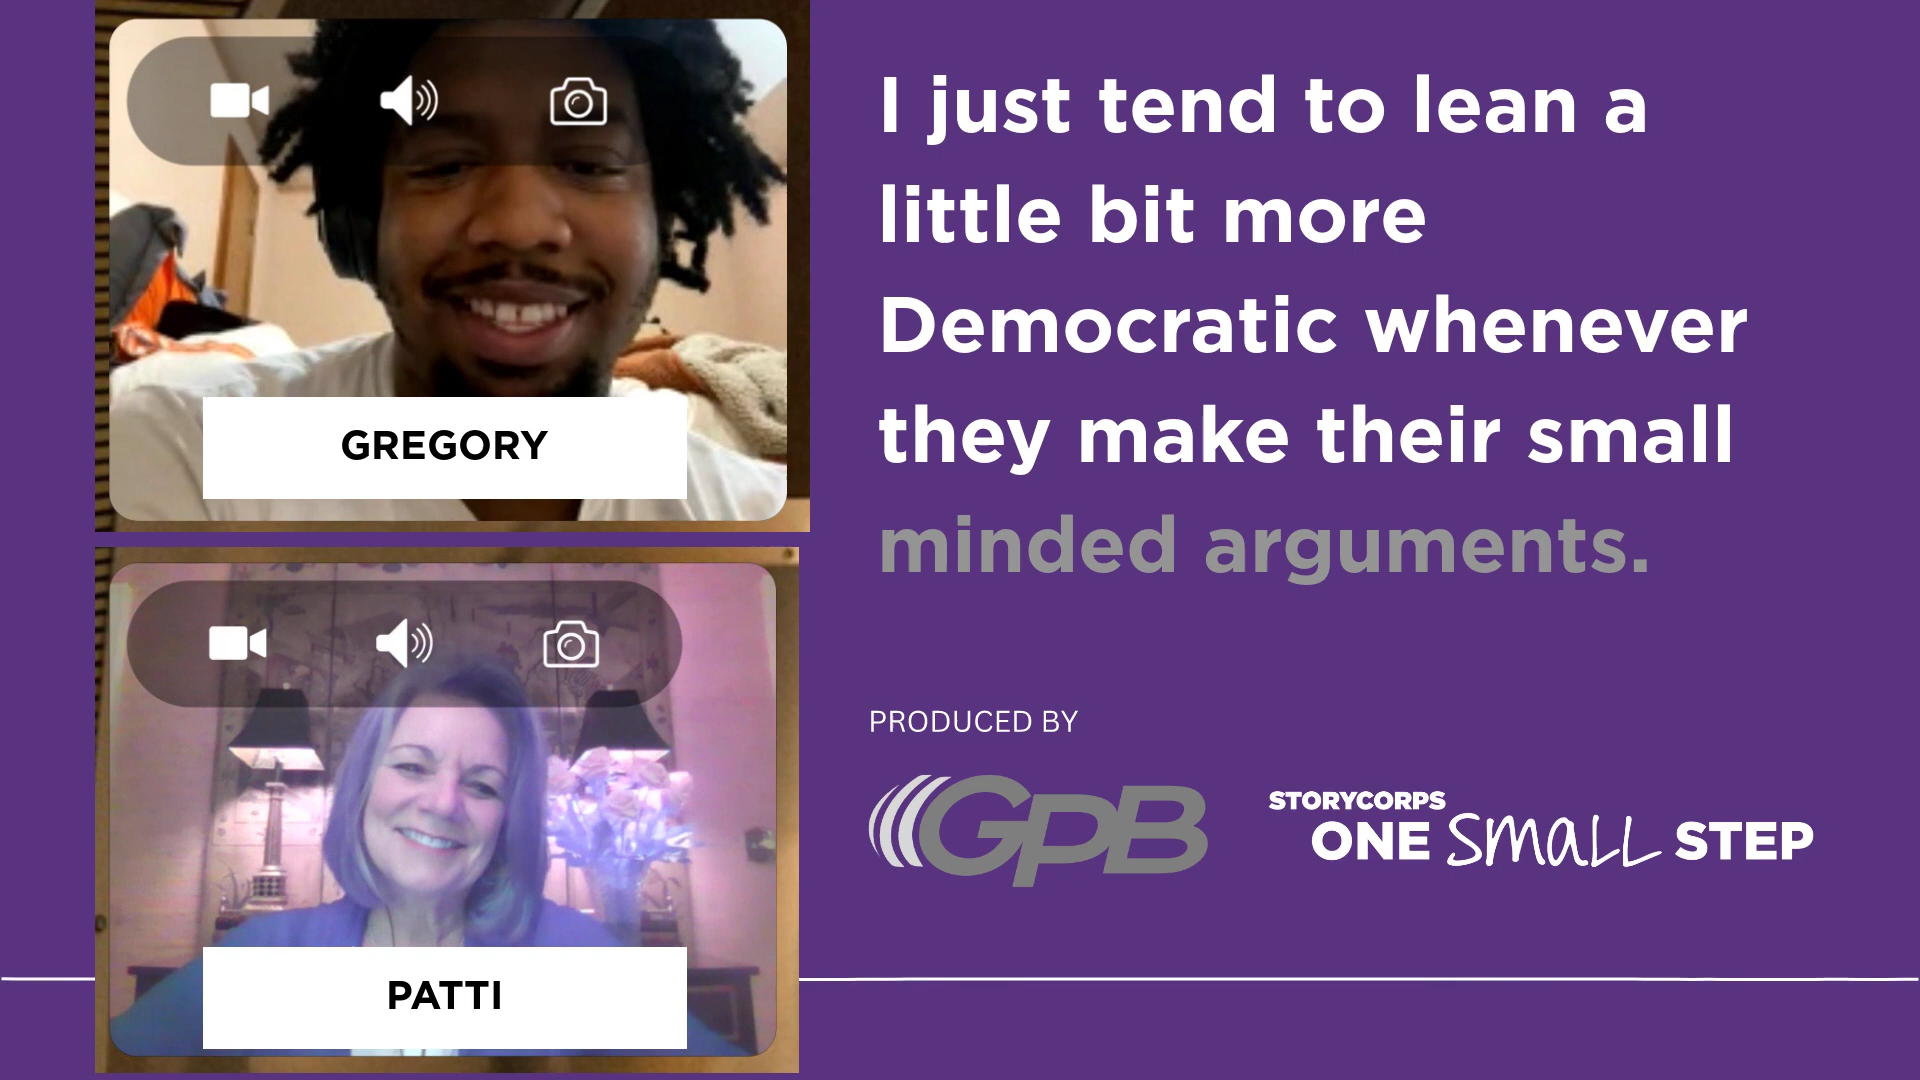 GREGORY
PATTI
I just tend to lean a
little bit more
Democratic whenever
they make their small
minded arguments.
PRODUCED BY
GPB
STORYCORPS
ONE SMALL STEP